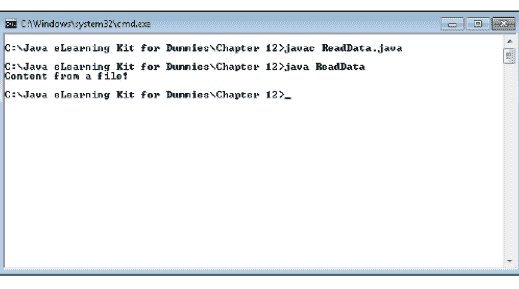 C:\Windows\system32\cmd.exe
C:\Java eLearning Kit for Dummies\Chapter 12>javac ReadData.java
C:\Java eLearning Kit for Dummies\Chapter 12>java ReadData
Content from a file!
C:\Java eLearning Kit for Dummies\Chapter 12>_